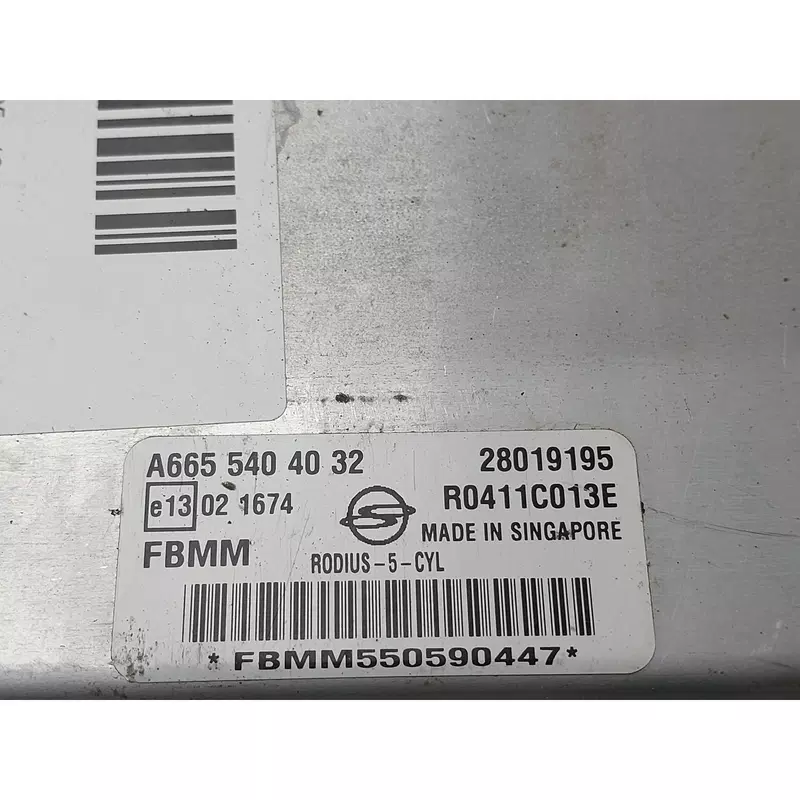 A665 540 40 32 28019195
e13 02 1674 R0411C013E
MADE IN SINGAPORE
FBMM RODIUS-5-CYL
*FBMM550590447*